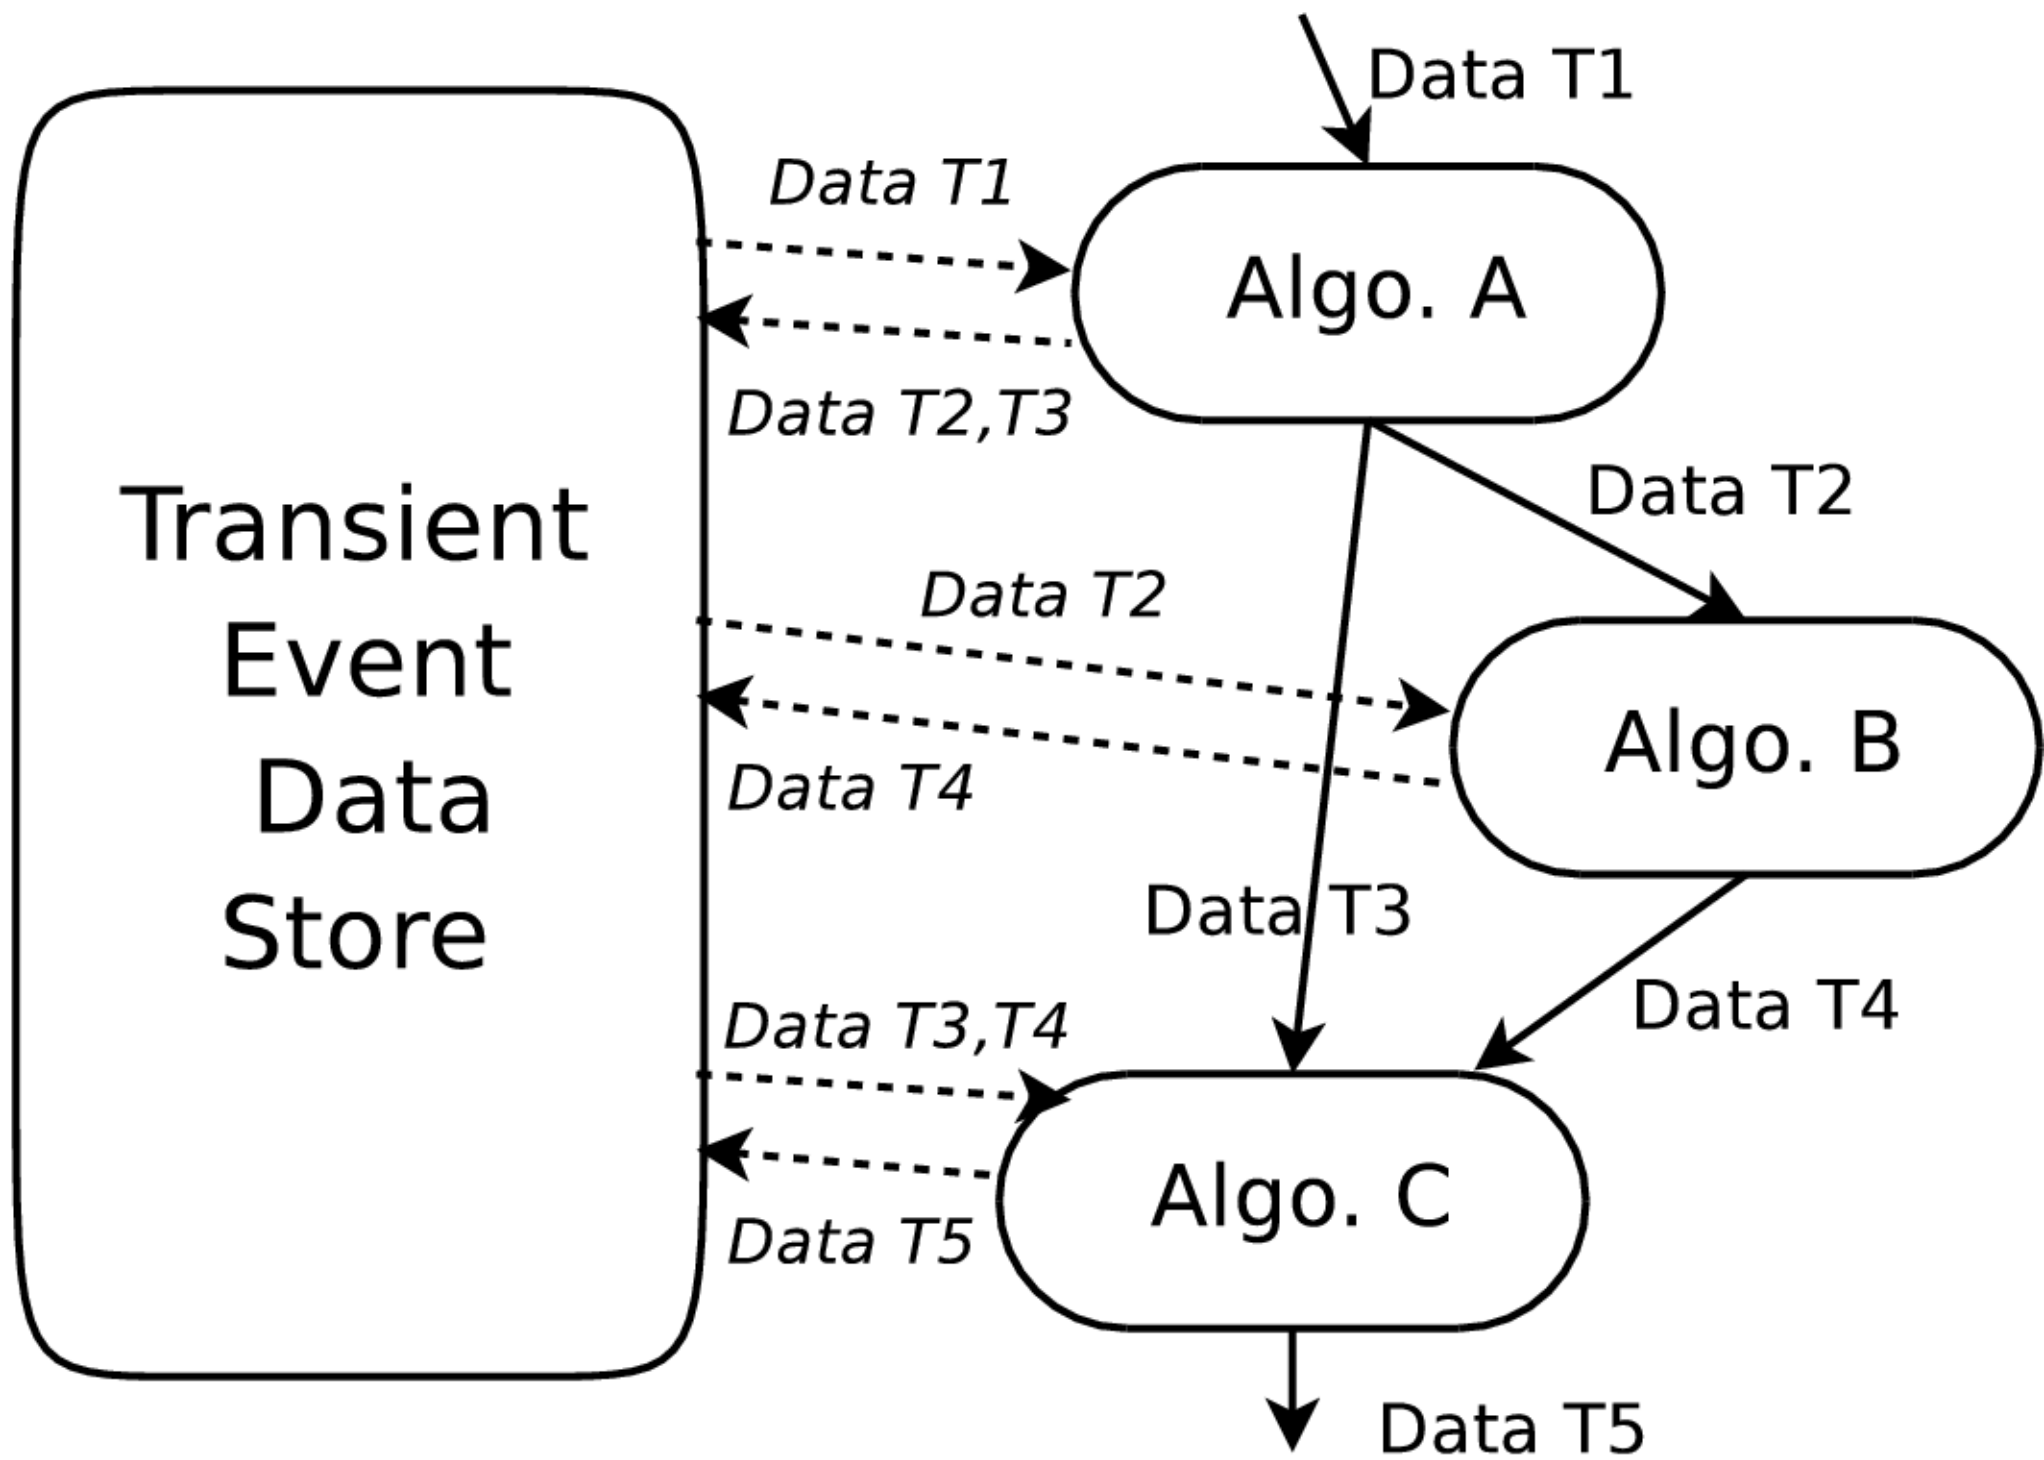 Data T1
Data T1
Algo. A
Data T2,T3
Transient
Event
Data
Store
Data T2
Data T2
Algo. B
Data T4
Data T3
Data T4
Data T3,T4
Algo. C
Data T5
Data T5